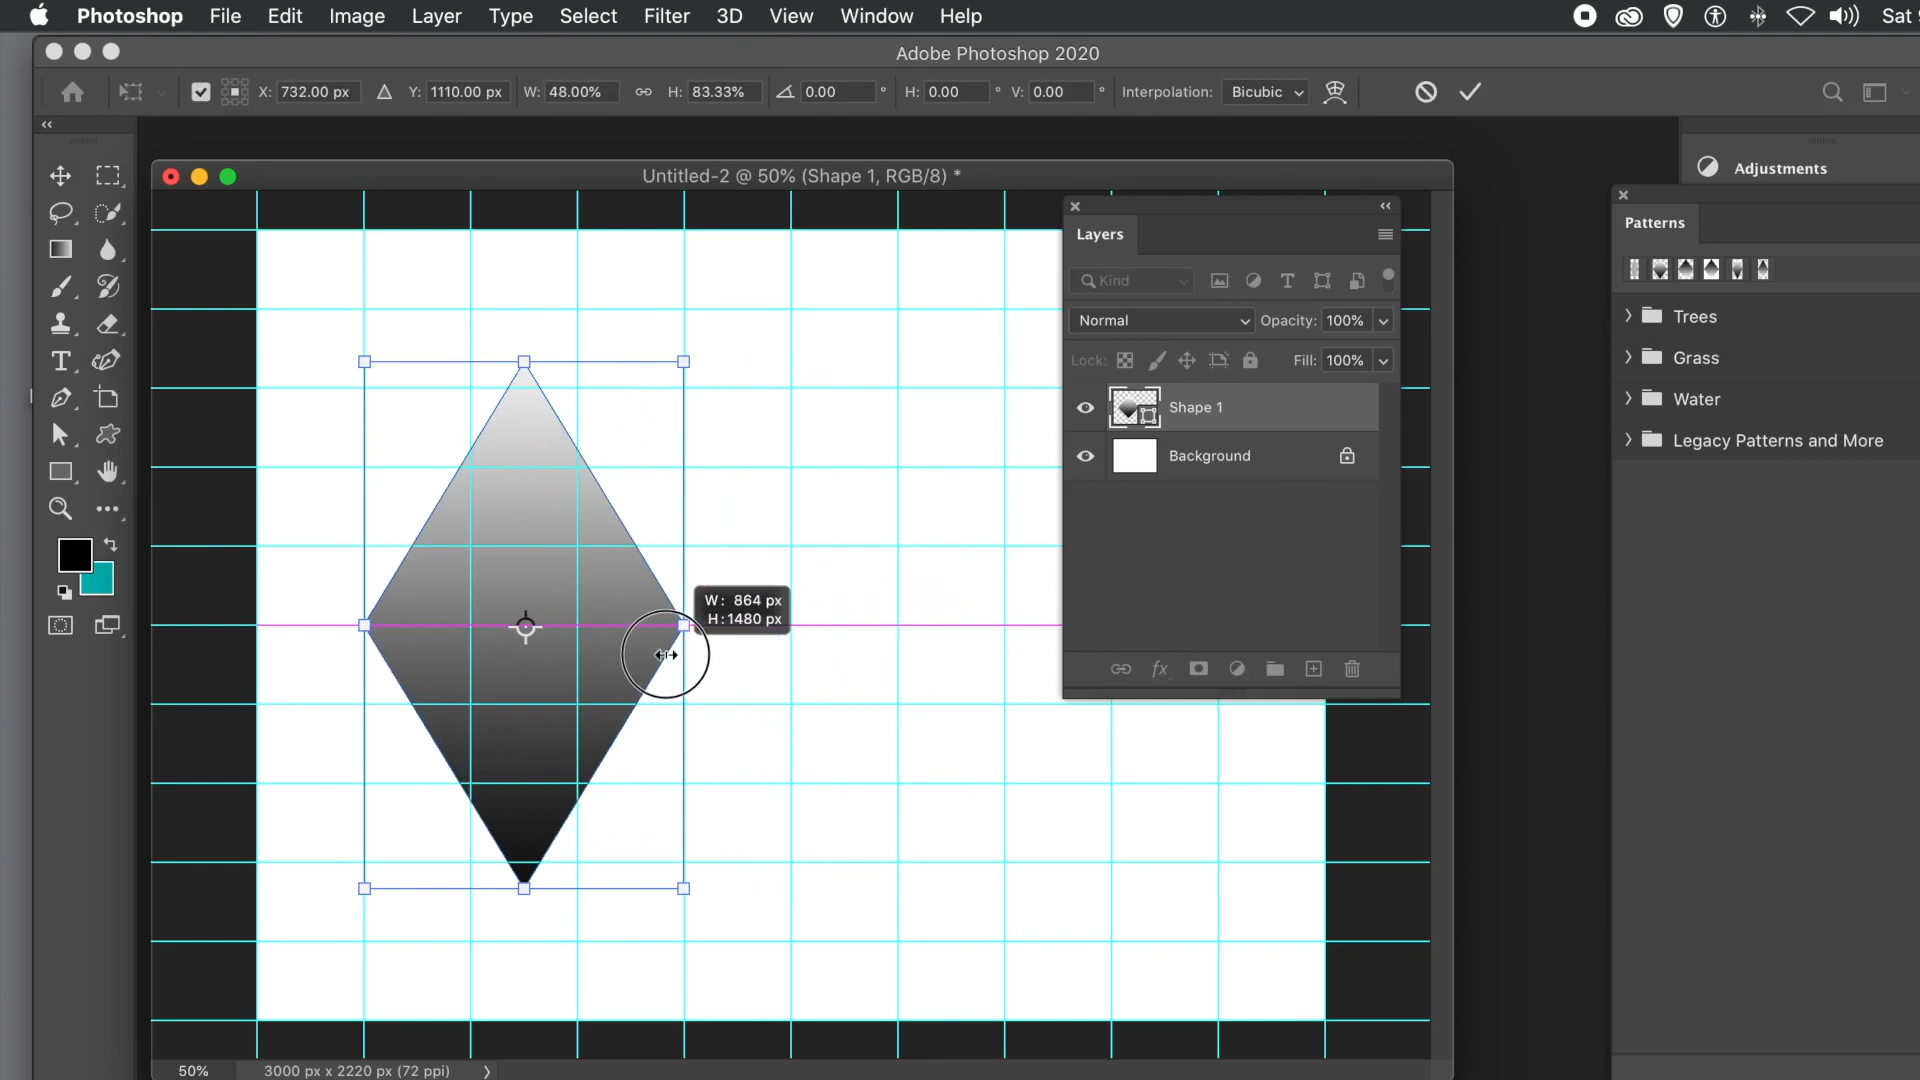 Photoshop File Edit Image Layer Type Select Filter 3D View Window Help Sat
Adobe Photoshop 2020
X: 732.00 px Y: 1110.00 px W: 48.00% H: 83.33% 0.00 ° H: 0.00 ° V: 0.00 ° Interpolation: Bicubic
Untitled-2 @ 50% (Shape 1, RGB/8) *
Adjustments
Patterns
Layers
Kind
Normal Opacity: 100%
Lock: Fill: 100%
Shape 1
Background
Trees
Grass
Water
Legacy Patterns and More
W: 864 px
H: 1480 px
50% 3000 px x 2220 px (72 ppi)